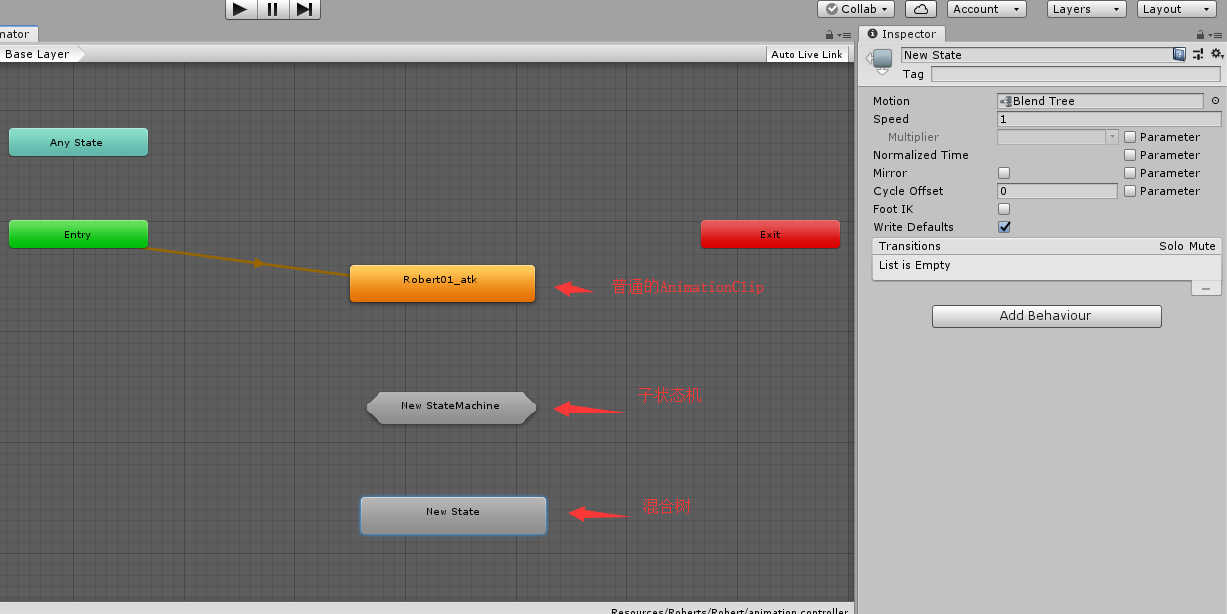 Collab
Account
Layers
Layout
mator
Inspector
Base Layer
Auto Live Link
New State
Tag
Any State
Motion
Blend Tree
Speed
1
Multiplier
Parameter
Normalized Time
Parameter
Mirror
Parameter
Cycle Offset
0
Parameter
Foot IK
Write Defaults
Entry
Exit
Transitions
Solo Mute
List is Empty
Robert01_atk
普通的AnimationClip
Add Behaviour
New StateMachine
子状态机
New State
混合树
Resources/Roberts/Robert/animation.controller